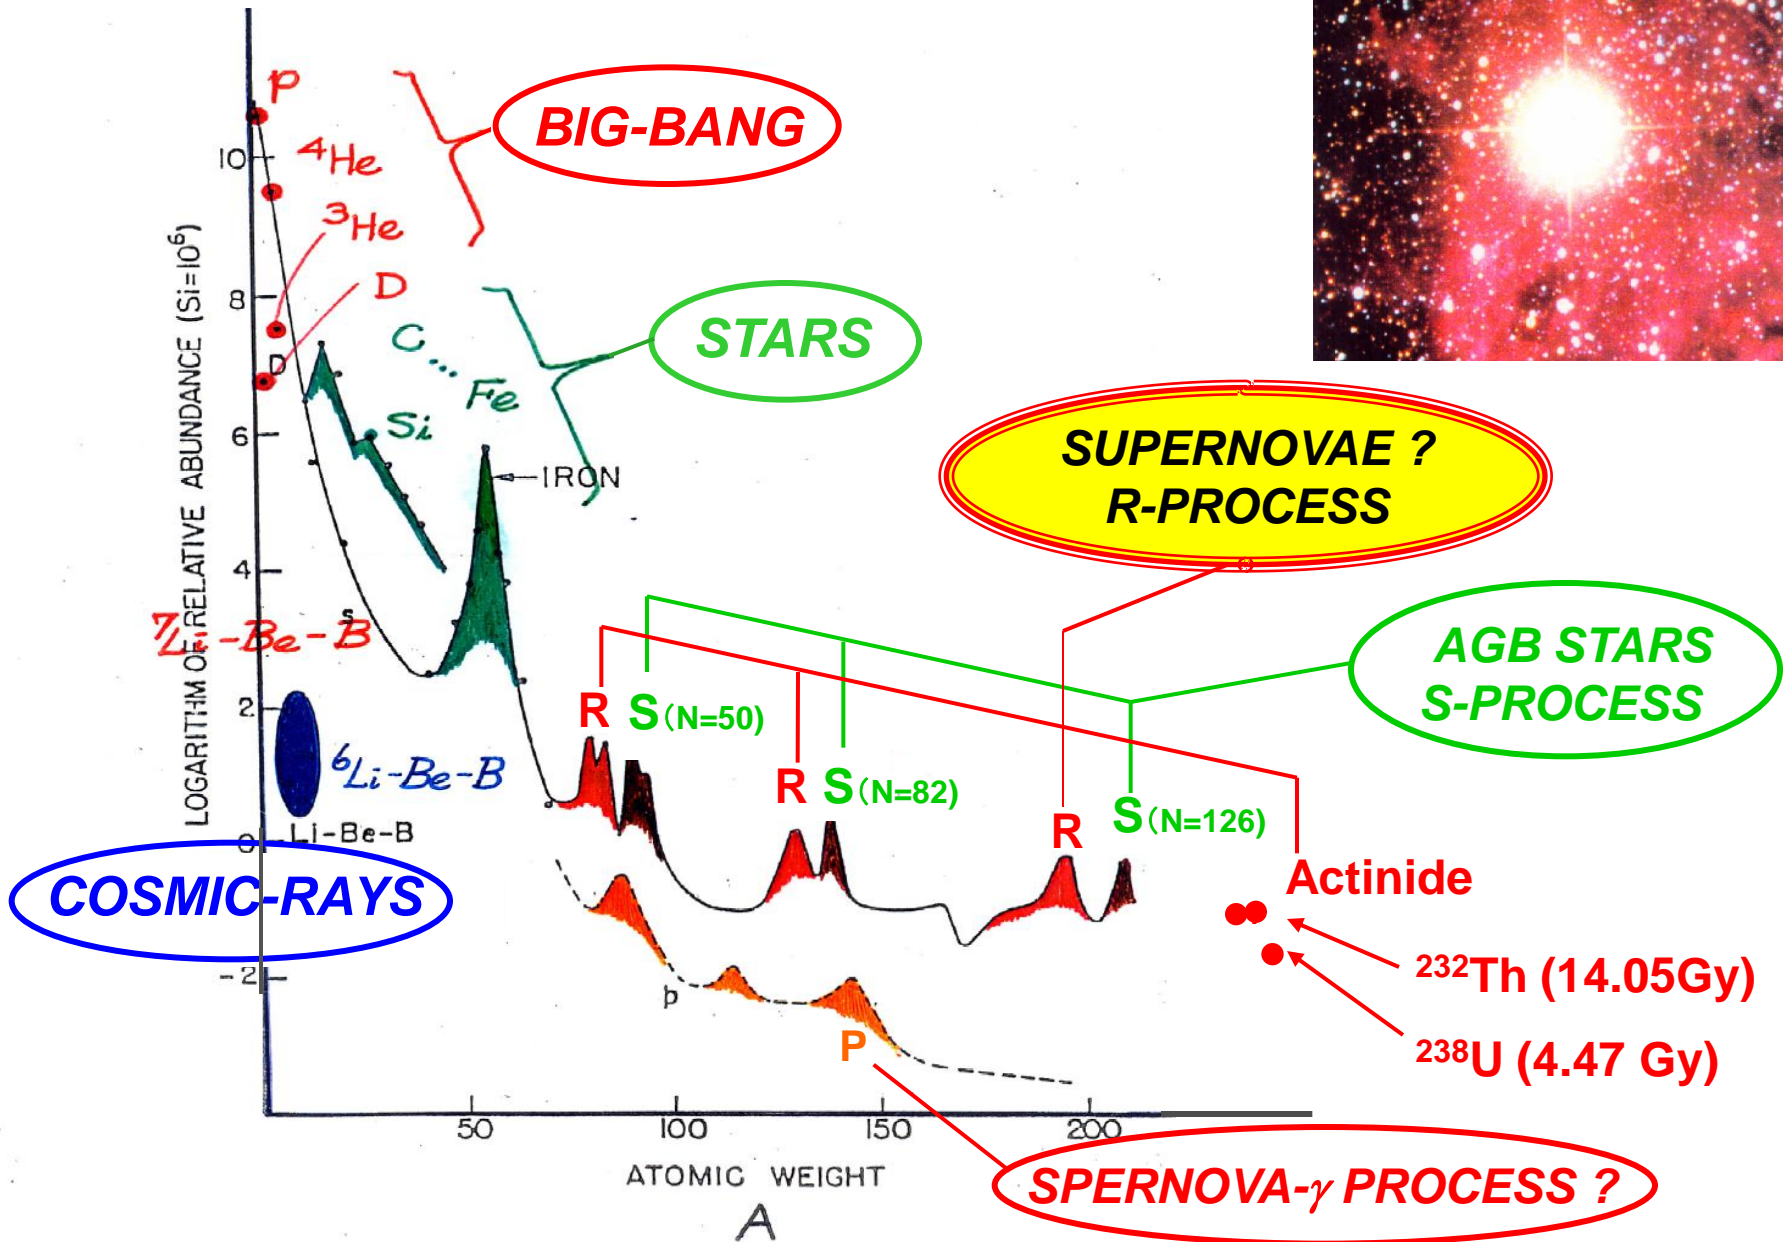 P
BIG-BANG
10
⁴He
³He
D
8
C...
Fe
STARS
D
Si
6
IRON
SUPERNOVAE ?
R-PROCESS
LOGARITHM OF RELATIVE ABUNDANCE (Si=10⁶)
4
s
⁷Li-Be-B
AGB STARS
S-PROCESS
2
R
S(N=50)
R
S(N=82)
R
S(N=126)
⁶Li-Be-B
0
Li-Be-B
COSMIC-RAYS
Actinide
-2
p
P
²³²Th (14.05Gy)
²³⁸U (4.47 Gy)
50
100
150
200
ATOMIC WEIGHT
A
SPERNOVA-γ PROCESS ?